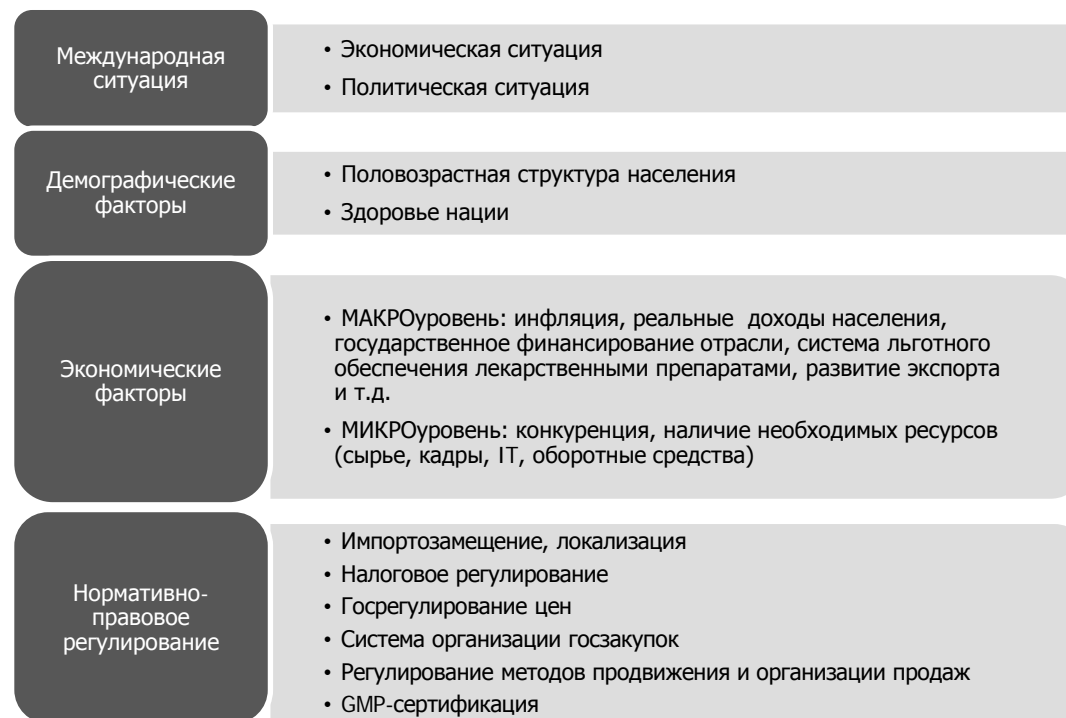 Международная
ситуация
• Экономическая ситуация
• Политическая ситуация
Демографические
факторы
• Половозрастная структура населения
• Здоровье нации
Экономические
факторы
• МАКРОуровень: инфляция, реальные доходы населения,
государственное финансирование отрасли, система льготного
обеспечения лекарственными препаратами, развитие экспорта
и т.д.
• МИКРОуровень: конкуренция, наличие необходимых ресурсов
(сырье, кадры, IT, оборотные средства)
Нормативно-
правовое
регулирование
• Импортозамещение, локализация
• Налоговое регулирование
• Госрегулирование цен
• Система организации госзакупок
• Регулирование методов продвижения и организации продаж
• GMP-сертификация